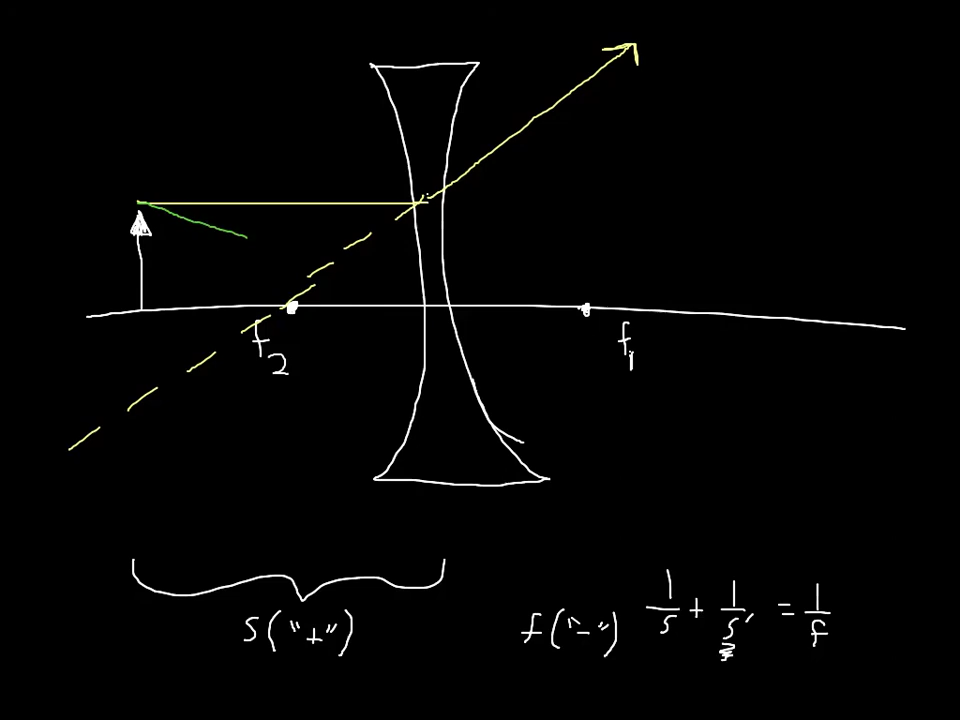 f2
f1
s("+")
f("-") 1/s + 1/s' = 1/f